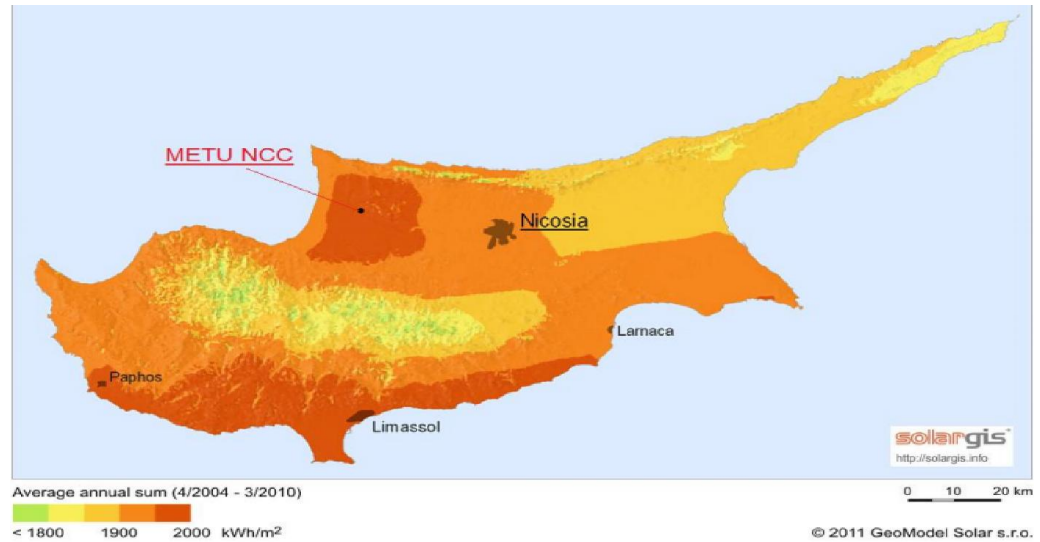 METU NCC
Nicosia
Larnaca
Paphos
Limassol
solargis
http://solargis.info
Average annual sum (4/2004 - 3/2010)
0 10 20 km
< 1800 1900 2000 kWh/m²
© 2011 GeoModel Solar s.r.o.